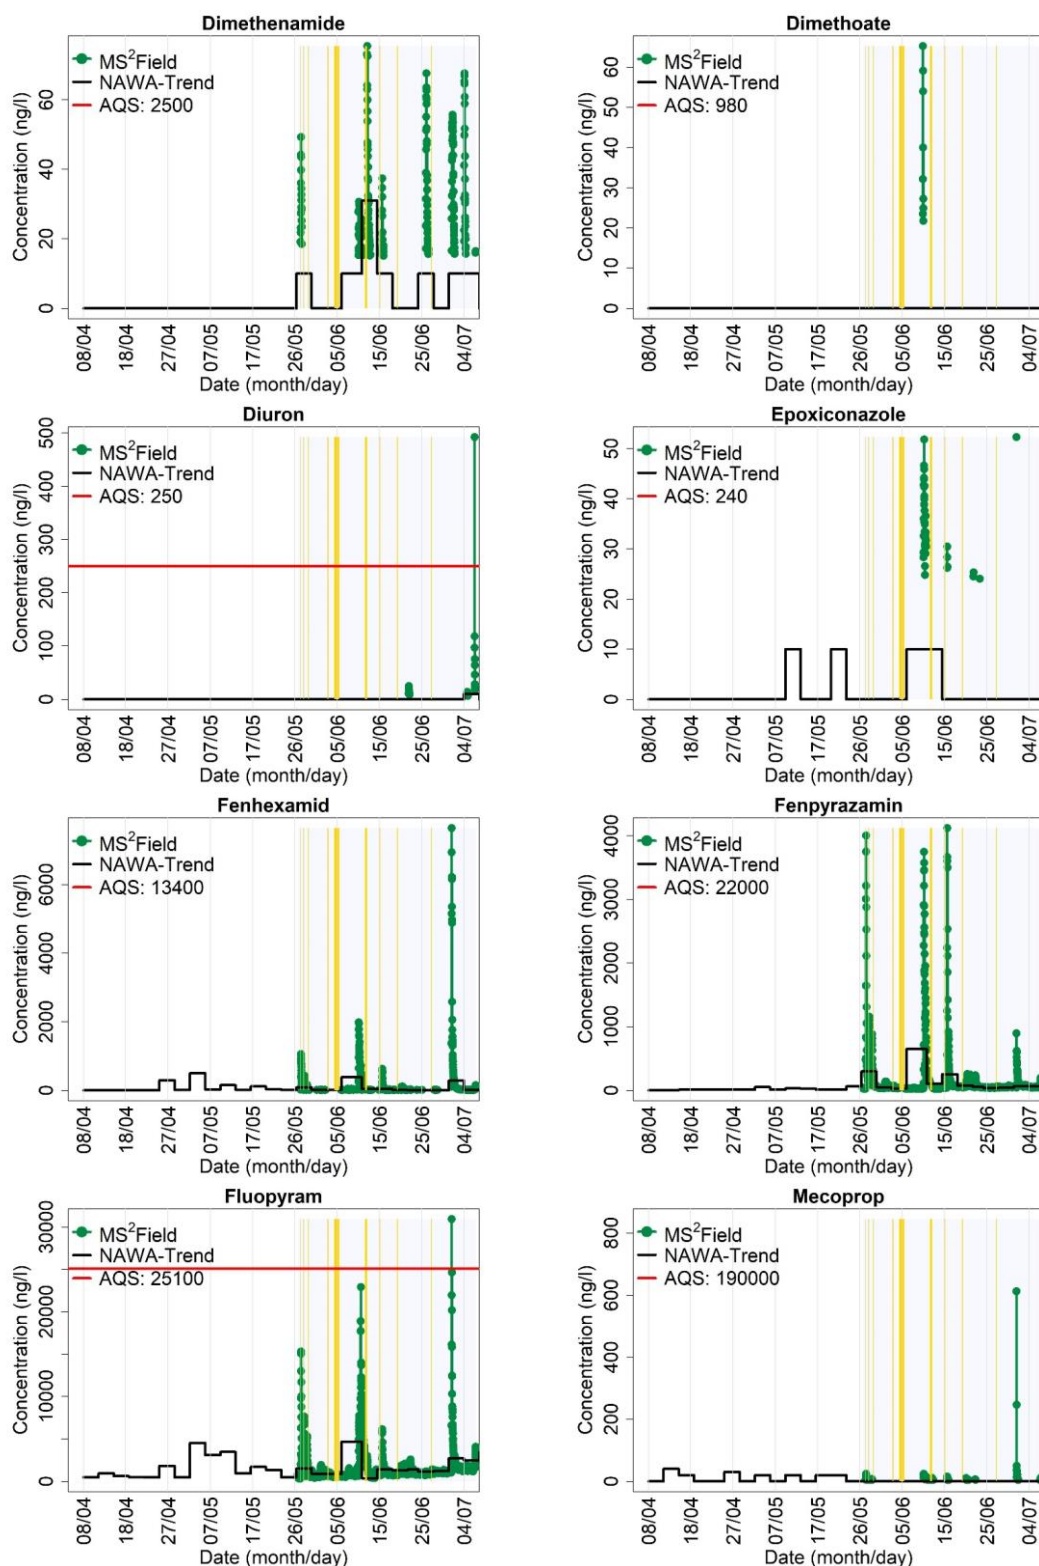 Dimethenamide
MS²Field
NAWA-Trend
AQS: 2500
Concentration (ng/l)
0 20 40 60
08/04 18/04 27/04 07/05 17/05 26/05 05/06 15/06 25/06 04/07
Date (month/day)
Dimethoate
MS²Field
NAWA-Trend
AQS: 980
Concentration (ng/l)
0 10 20 30 40 50 60
08/04 18/04 27/04 07/05 17/05 26/05 05/06 15/06 25/06 04/07
Date (month/day)
Diuron
MS²Field
NAWA-Trend
AQS: 250
Concentration (ng/l)
0 100 200 300 400 500
08/04 18/04 27/04 07/05 17/05 26/05 05/06 15/06 25/06 04/07
Date (month/day)
Epoxiconazole
MS²Field
NAWA-Trend
AQS: 240
Concentration (ng/l)
0 10 20 30 40 50
08/04 18/04 27/04 07/05 17/05 26/05 05/06 15/06 25/06 04/07
Date (month/day)
Fenhexamid
MS²Field
NAWA-Trend
AQS: 13400
Concentration (ng/l)
0 2000 4000 6000
08/04 18/04 27/04 07/05 17/05 26/05 05/06 15/06 25/06 04/07
Date (month/day)
Fenpyrazamin
MS²Field
NAWA-Trend
AQS: 22000
Concentration (ng/l)
0 1000 2000 3000 4000
08/04 18/04 27/04 07/05 17/05 26/05 05/06 15/06 25/06 04/07
Date (month/day)
Fluopyram
MS²Field
NAWA-Trend
AQS: 25100
Concentration (ng/l)
0 10000 20000 30000
08/04 18/04 27/04 07/05 17/05 26/05 05/06 15/06 25/06 04/07
Date (month/day)
Mecoprop
MS²Field
NAWA-Trend
AQS: 190000
Concentration (ng/l)
0 200 400 600 800
08/04 18/04 27/04 07/05 17/05 26/05 05/06 15/06 25/06 04/07
Date (month/day)